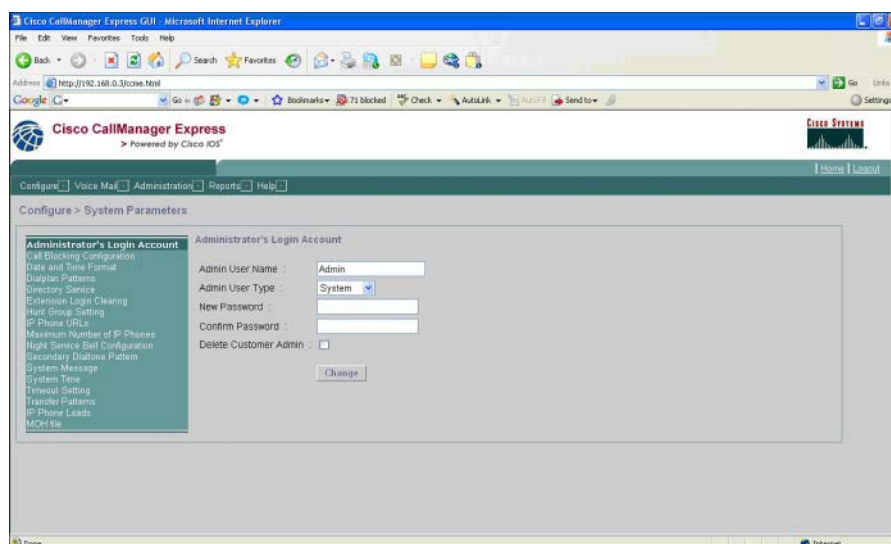 Cisco CallManager Express GUI - Microsoft Internet Explorer
File Edit View Favorites Tools Help
Back Search Favorites
Address http://192.168.0.3/ccme.html Go Links
Google Go Bookmarks 71 blocked Check AutoLink AutoFill Send to Settings
Cisco CallManager Express
> Powered by Cisco IOS®
CISCO SYSTEMS
Home | Logout
Configure Voice Mail Administration Reports Help
Configure > System Parameters
Administrator's Login Account
Call Blocking Configuration
Date and Time Format
Dialplan Patterns
Directory Service
Extension Login Clearing
Hunt Group Setting
IP Phone URLs
Maximum Number of IP Phones
Night Service Bell Configuration
Secondary Dialtone Pattern
System Message
System Time
Timeout Setting
Transfer Patterns
IP Phone Loads
MOH file
Administrator's Login Account
Admin User Name : Admin
Admin User Type : System
New Password :
Confirm Password :
Delete Customer Admin :
Change
Done Internet